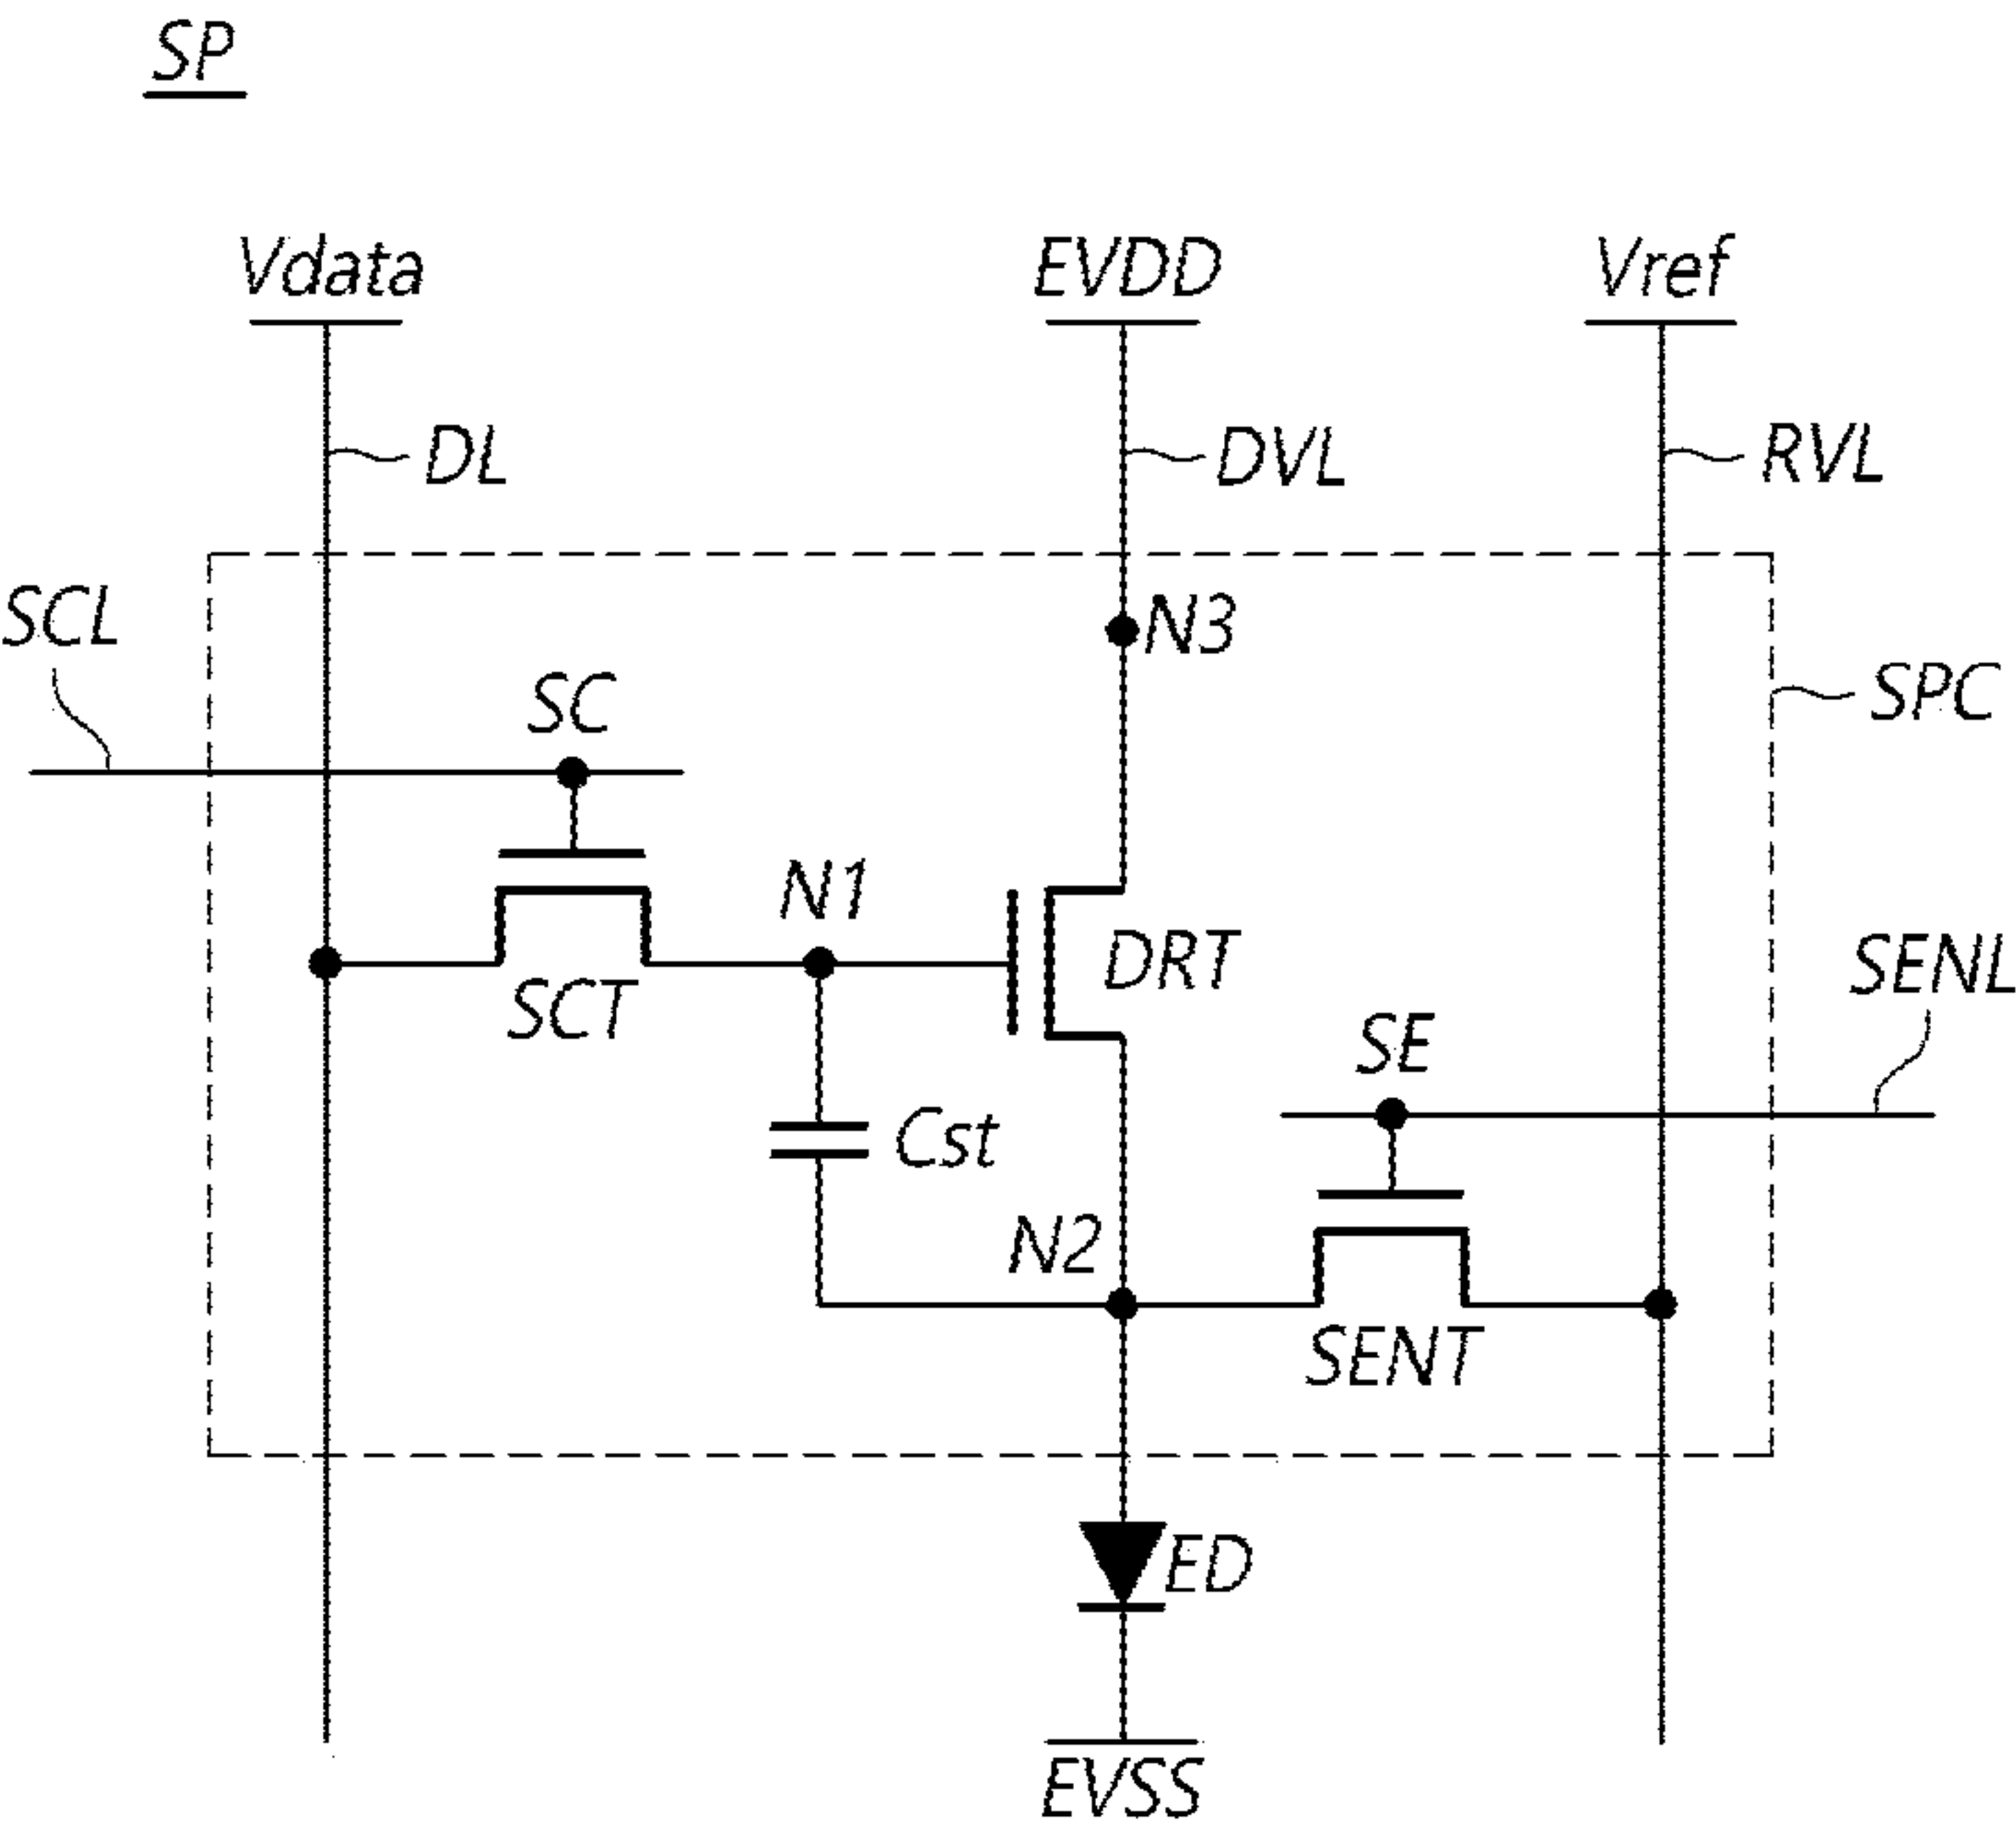 SP
Vdata
EVDD
Vref
DL
DVL
RVL
SCL
N3
SC
SPC
N1
DRT
SENL
SCT
SE
Cst
N2
SENT
ED
EVSS